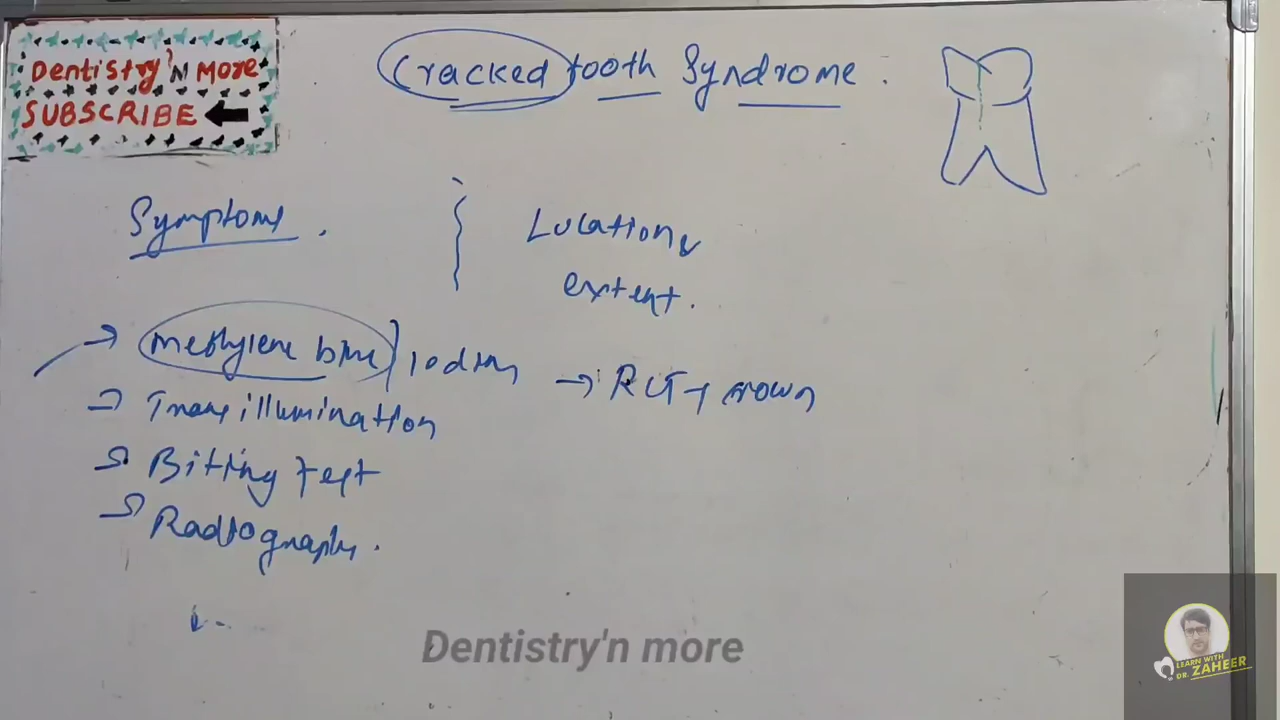 Dentistry'N MORE
SUBSCRIBE
Cracked tooth Syndrome.
Symptoms.
Location &
extent.
→ methylene blue / Iodine
→ RCT + crown
→ Transillumination
→ Bitting test
→ Radiographs.
Dentistry'n more
LEARN WITH
DR. ZAHEER